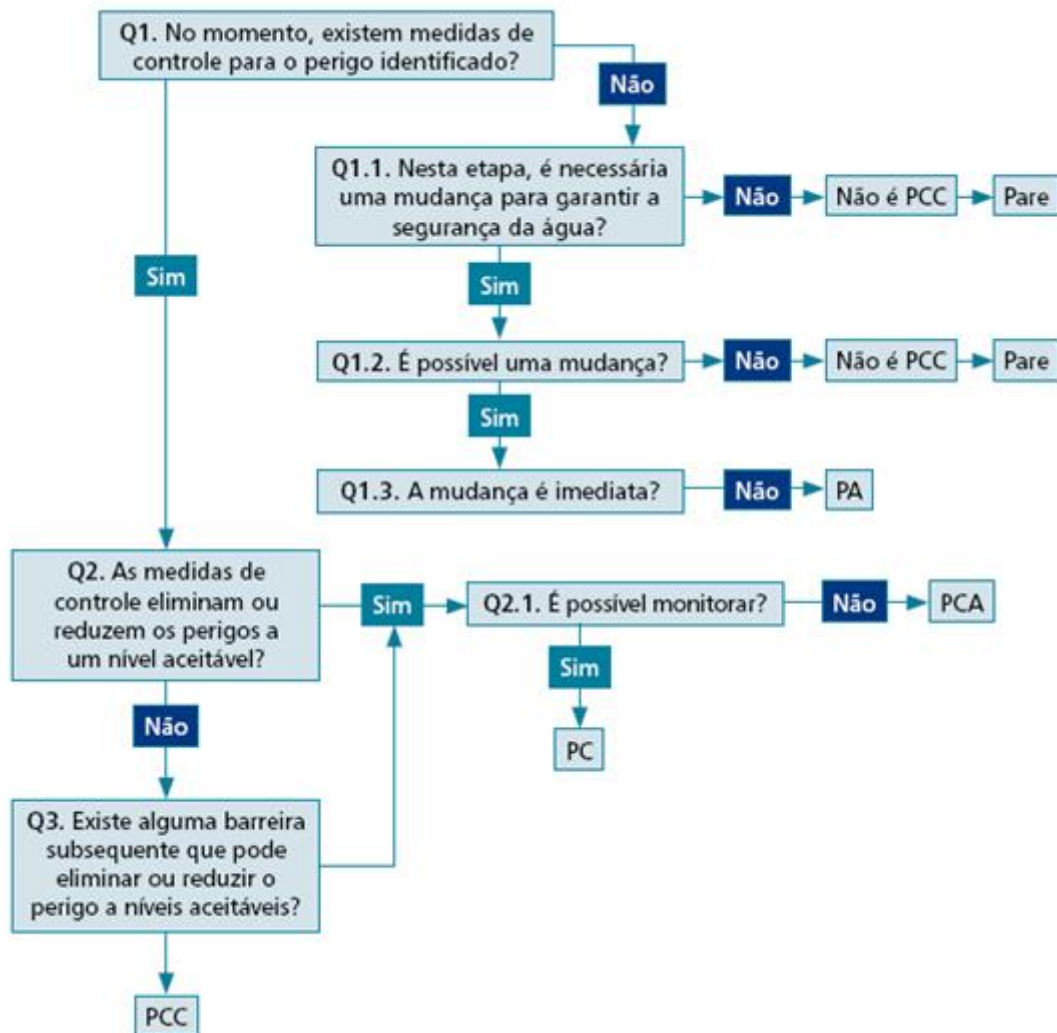 Q1. No momento, existem medidas de
controle para o perigo identificado?
Não
Q1.1. Nesta etapa, é necessária
uma mudança para garantir a
segurança da água?
Não
Não é PCC
Pare
Sim
Sim
Q1.2. É possível uma mudança?
Não
Não é PCC
Pare
Sim
Q1.3. A mudança é imediata?
Não
PA
Q2. As medidas de
controle eliminam ou
reduzem os perigos a
um nível aceitável?
Sim
Q2.1. É possível monitorar?
Não
PCA
Sim
PC
Não
Q3. Existe alguma barreira
subsequente que pode
eliminar ou reduzir o
perigo a níveis aceitáveis?
PCC